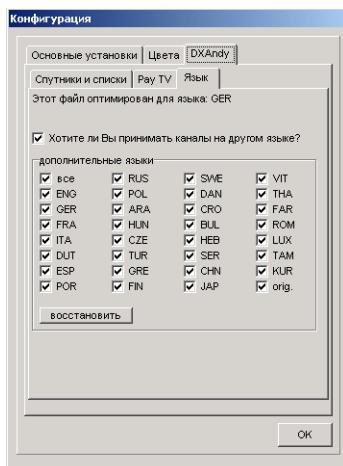 Конфигурация
Основные установки Цвета DXAndy
Спутники и списки Pay TV Язык
Этот файл оптимирован для языка: GER
Хотите ли Вы принимать каналы на другом языке?
дополнительные языки
все RUS SWE VIT
ENG POL DAN THA
GER ARA CRO FAR
FRA HUN BUL ROM
ITA CZE HEB LUX
DUT TUR SER TAM
ESP GRE CHN KUR
POR FIN JAP orig.
восстановить
OK